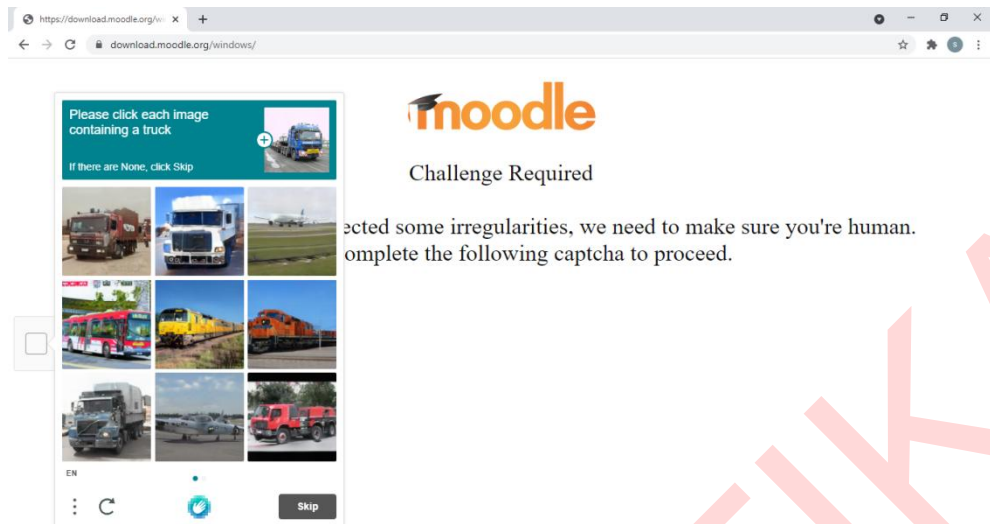 https://download.moodle.org/w
download.moodle.org/windows/
moodle
Please click each image
containing a truck
If there are None, click Skip
Challenge Required
ected some irregularities, we need to make sure you're human.
omplete the following captcha to proceed.
EN
Skip